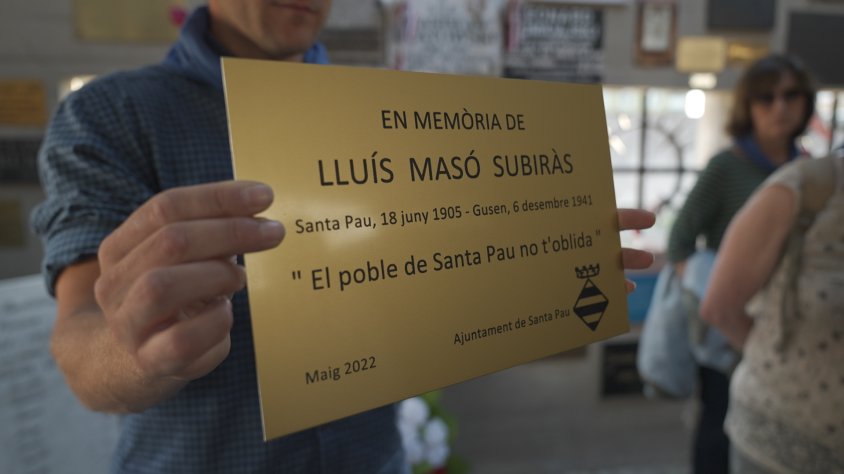 EN MEMÒRIA DE
LLUÍS MASÓ SUBIRÀS
Santa Pau, 18 juny 1905 - Gusen, 6 desembre 1941
" El poble de Santa Pau no t'oblida "
Ajuntament de Santa Pau
Maig 2022